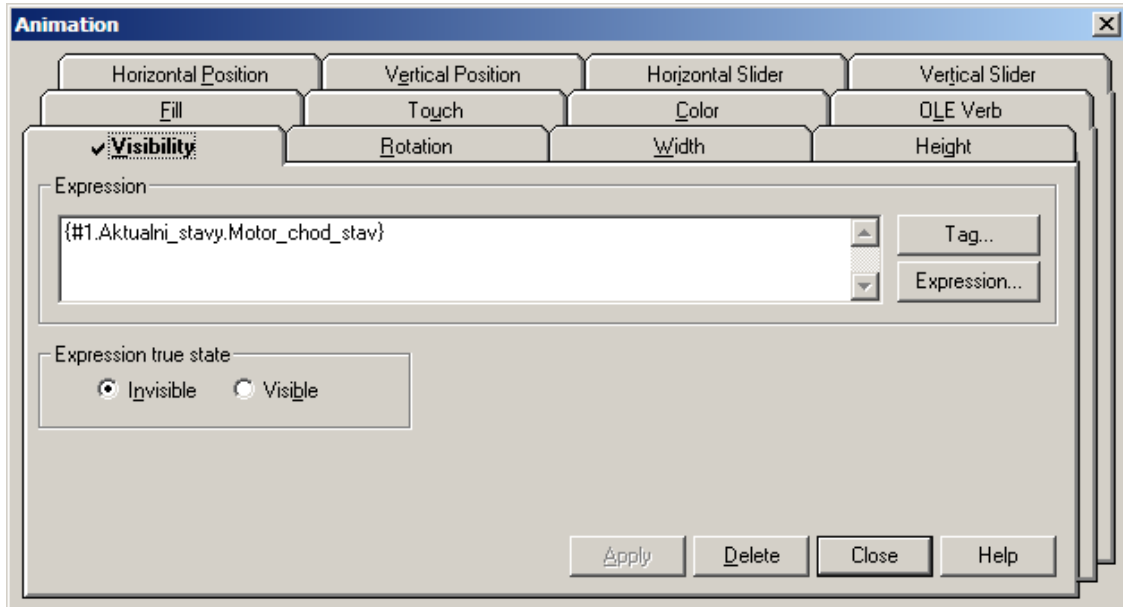 Animation
Horizontal Position Vertical Position Horizontal Slider Vertical Slider
Fill Touch Color OLE Verb
Visibility Rotation Width Height
Expression
{#1.Aktualni_stavy.Motor_chod_stav}
Tag...
Expression...
Expression true state
Invisible Visible
Apply Delete Close Help